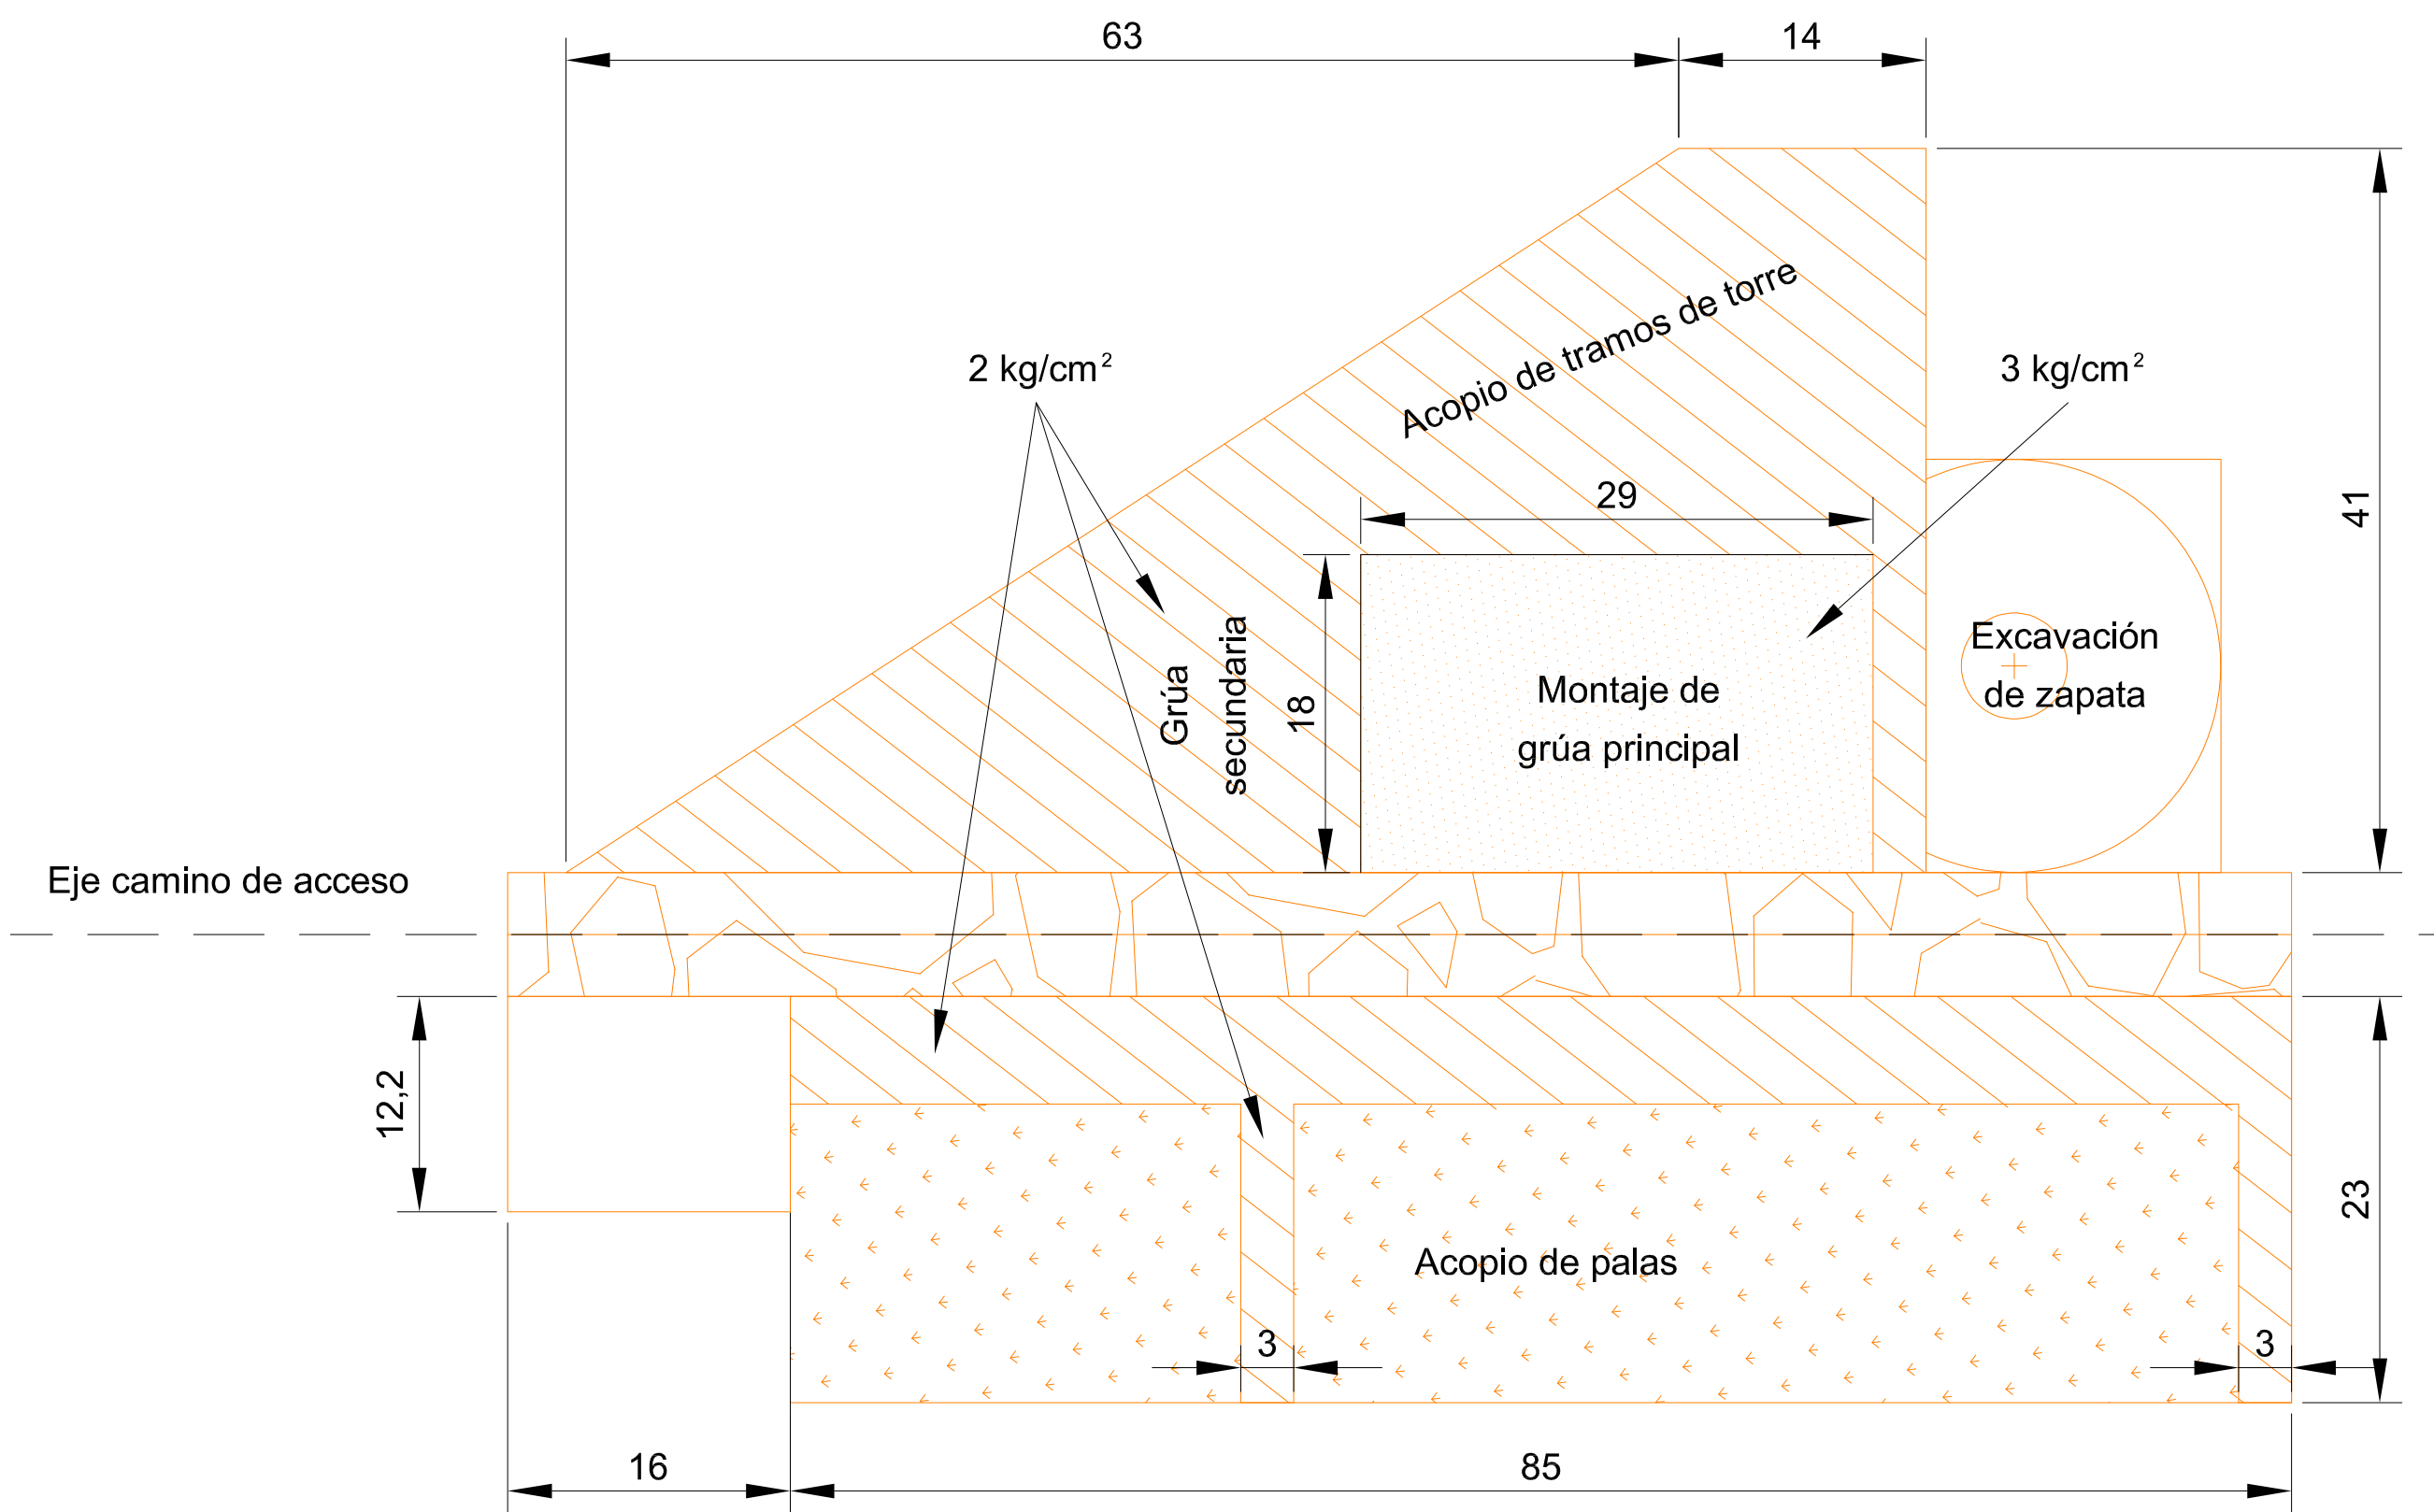 63
14
Acopio de tramos de torre
2 kg/cm²
3 kg/cm²
29
41
Grúa
secundaria
18
Montaje de
grúa principal
Excavación
de zapata
Eje camino de acceso
12,2
23
Acopio de palas
3
3
16
85